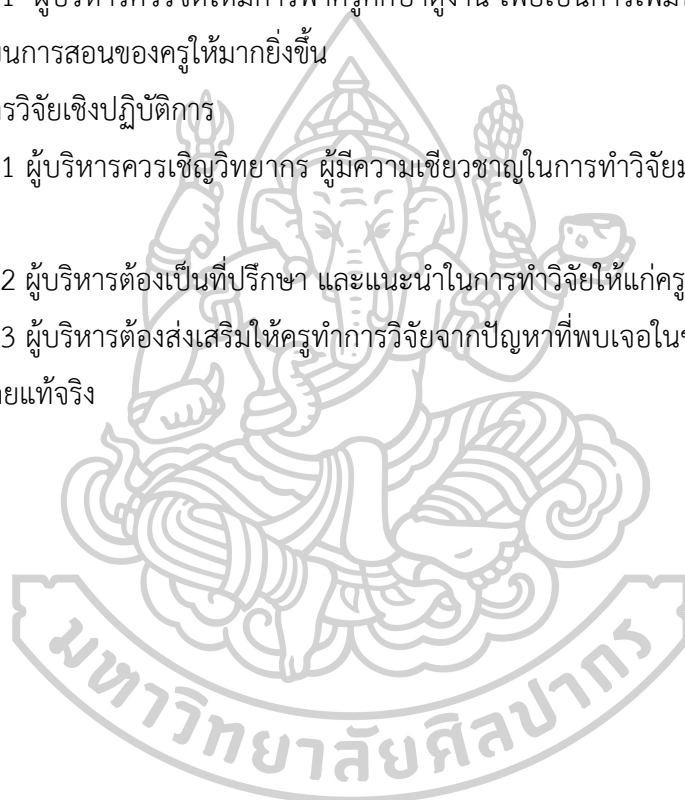 1 ผู้บริหารควรจัดให้มีการพาครูศึกษาดูงาน เพื่อเป็นการเพิ่ม
นการสอนของครูให้มากยิ่งขึ้น
รวิจัยเชิงปฏิบัติการ
1 ผู้บริหารควรเชิญวิทยากร ผู้มีความเชี่ยวชาญในการทำวิจัยม
2 ผู้บริหารต้องเป็นที่ปรึกษา และแนะนำในการทำวิจัยให้แก่ครู
3 ผู้บริหารต้องส่งเสริมให้ครูทำการวิจัยจากปัญหาที่พบเจอใน
ยแท้จริง
มหาวิทยาลัยศิลปากร